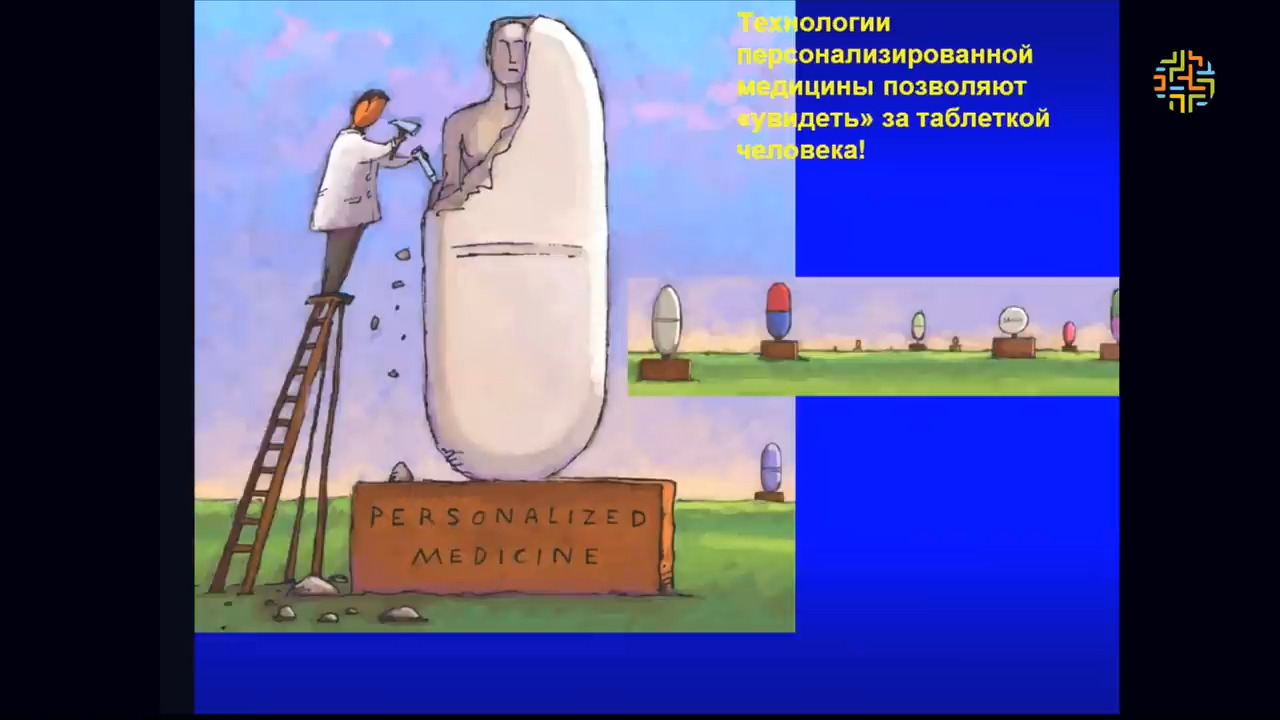 Технологии
персонализированной
медицины позволяют
«увидеть» за таблеткой
человека!
PERSONALIZED
MEDICINE